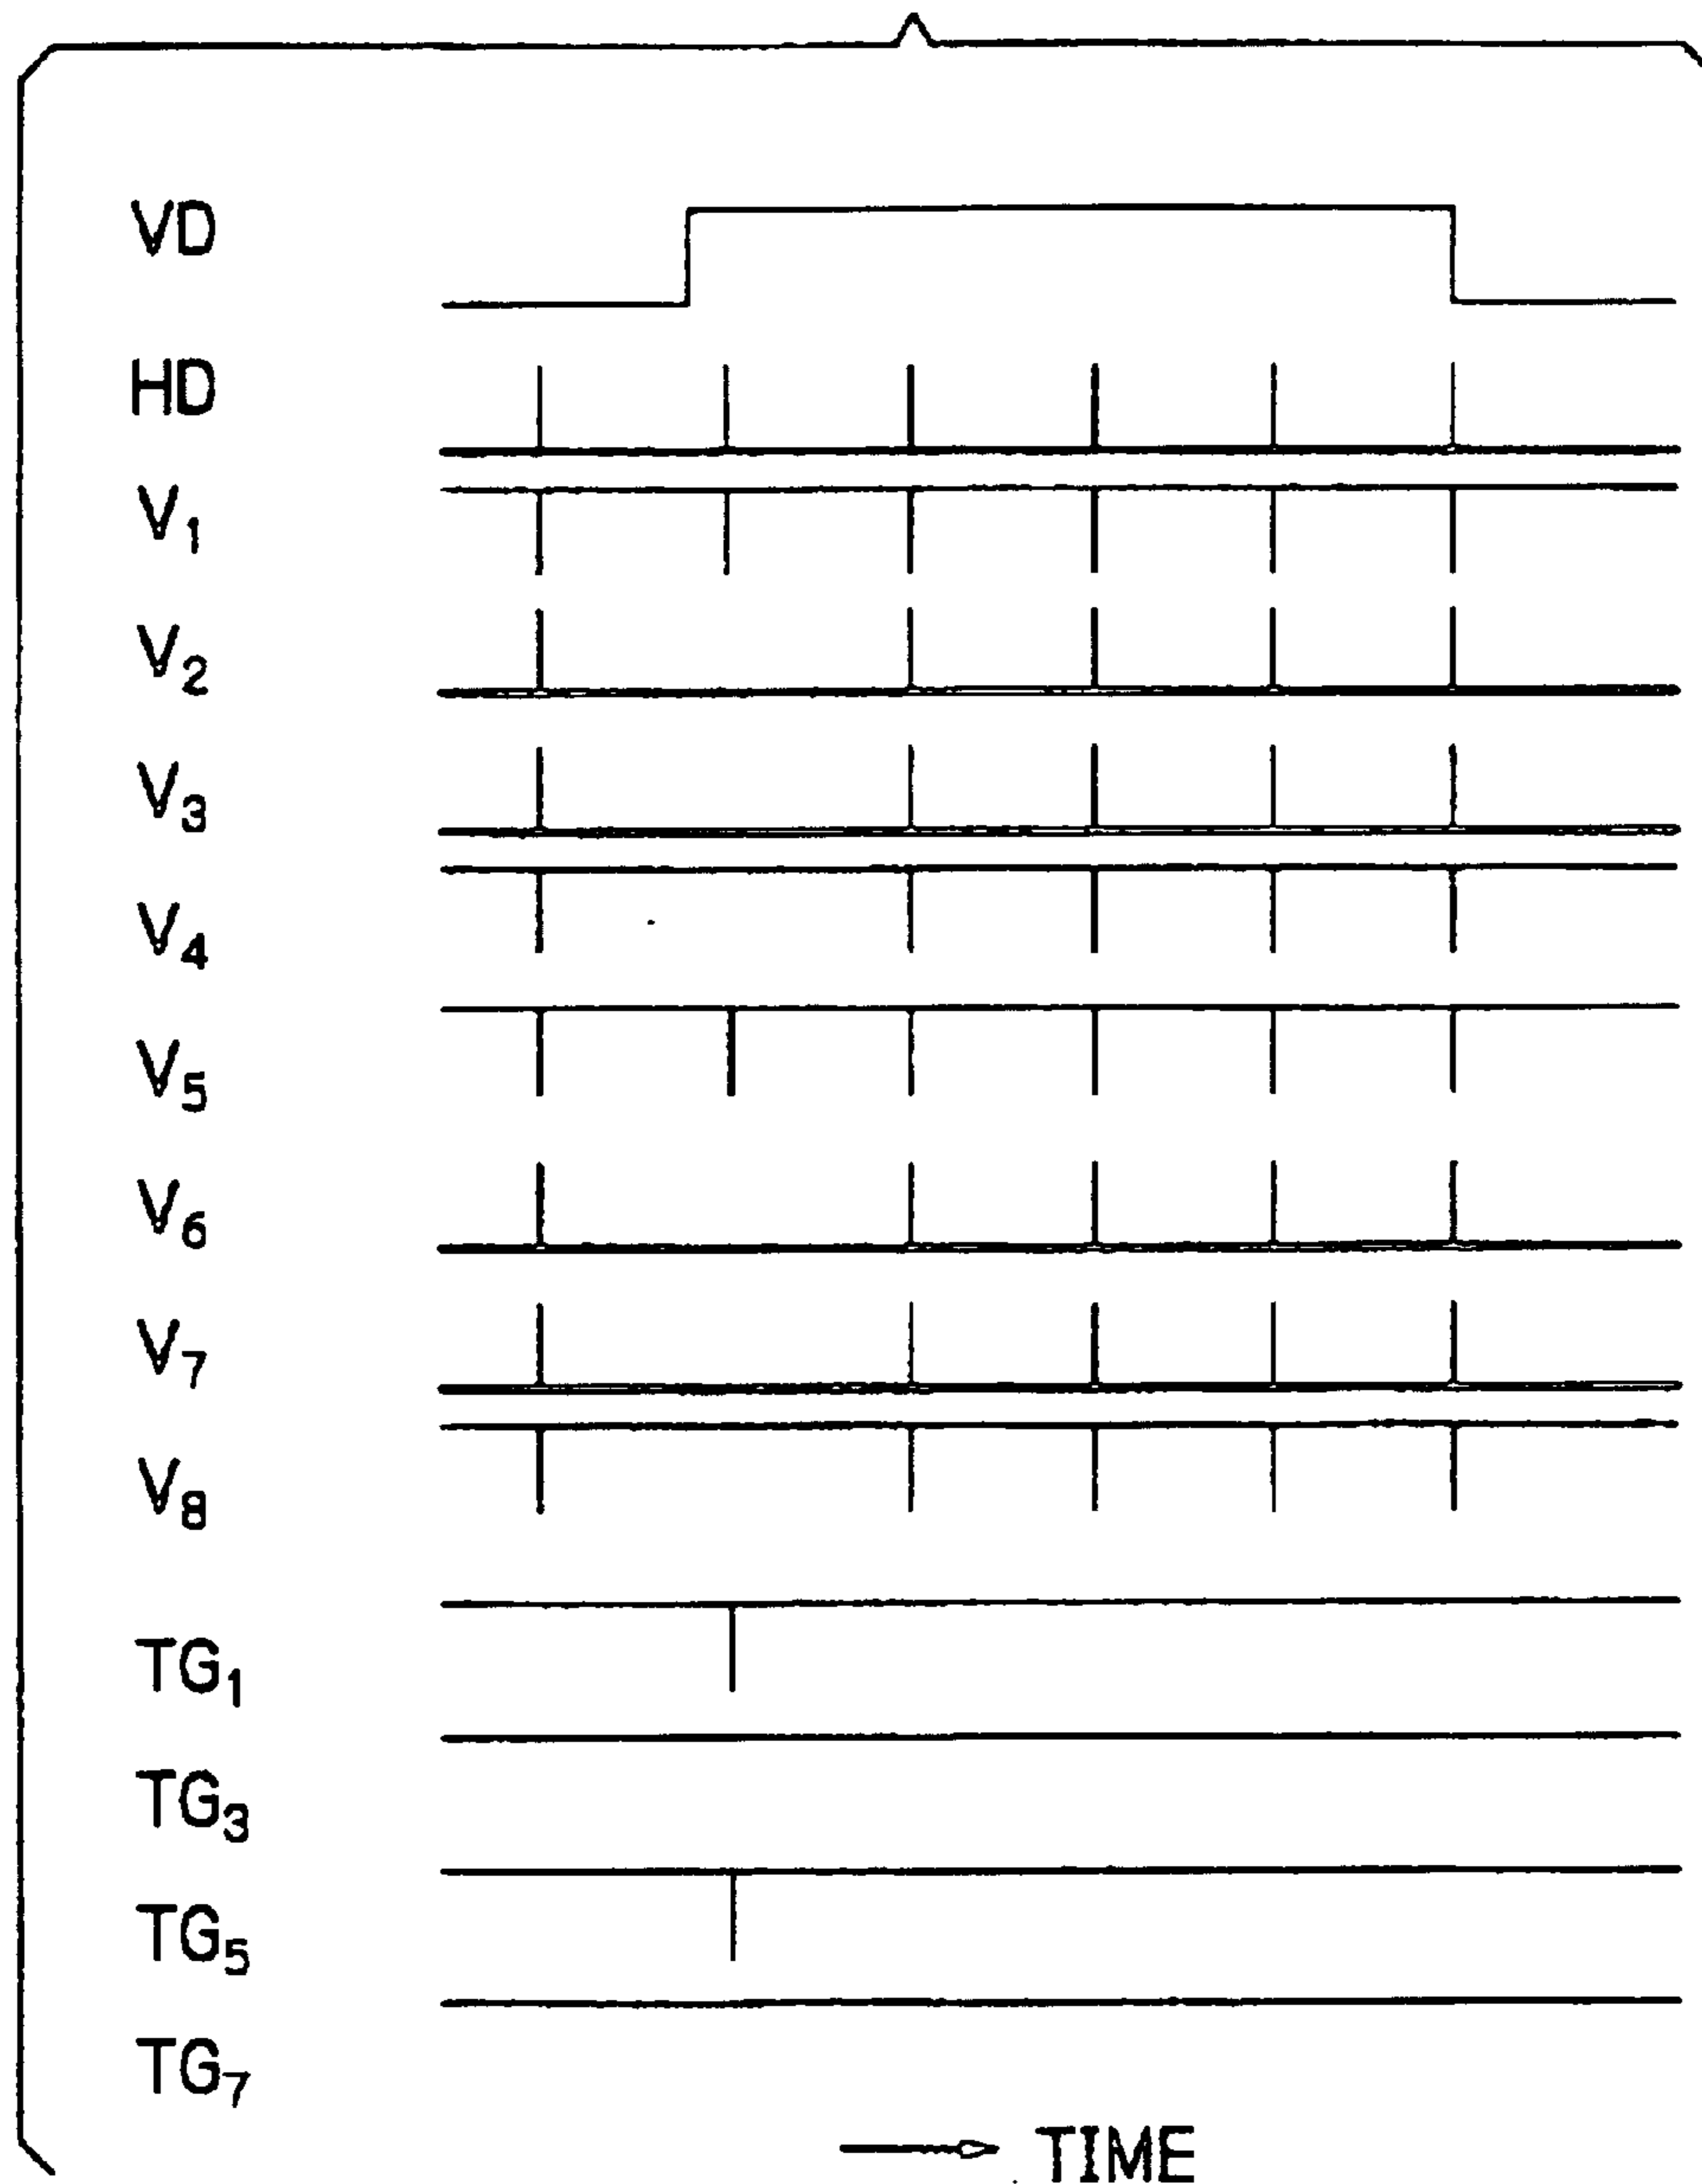 VD
HD
V₁
V₂
V₃
V₄
V₅
V₆
V₇
V₈
TG₁
TG₃
TG₅
TG₇
TIME